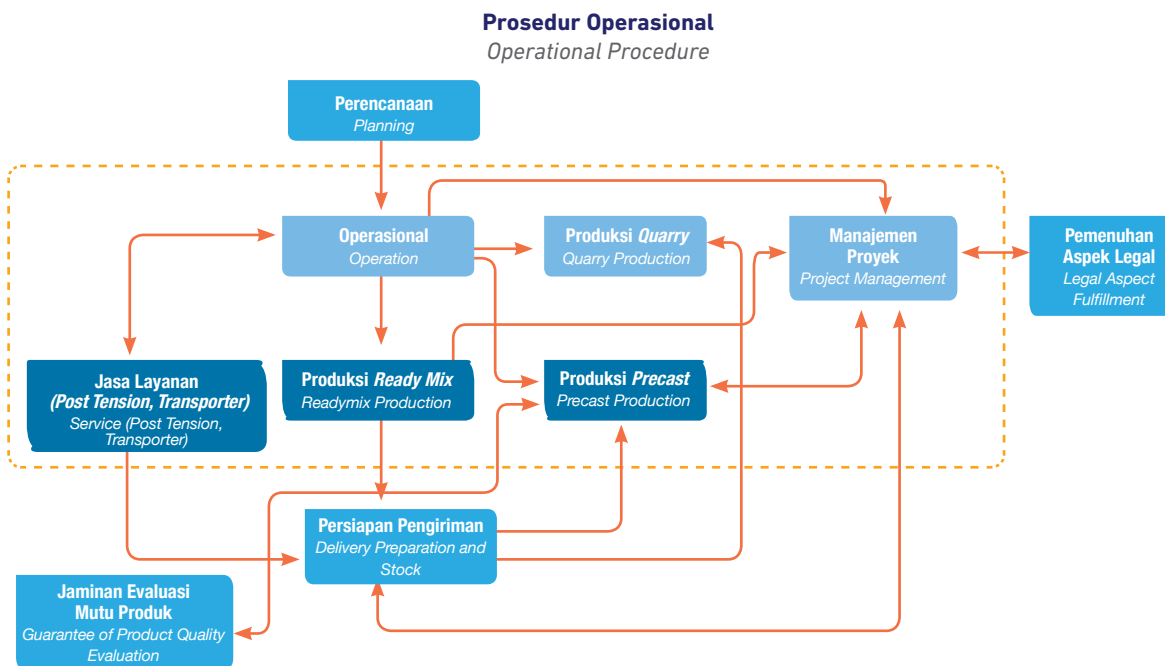 Prosedur Operasional
Operational Procedure
Perencanaan
Planning
Operasional
Operation
Produksi Quarry
Quarry Production
Manajemen
Proyek
Project Management
Pemenuhan
Aspek Legal
Legal Aspect
Fulfillment
Jasa Layanan
(Post Tension, Transporter)
Service (Post Tension,
Transporter)
Produksi Ready Mix
Readymix Production
Produksi Precast
Precast Production
Persiapan Pengiriman
Delivery Preparation and
Stock
Jaminan Evaluasi
Mutu Produk
Guarantee of Product Quality
Evaluation